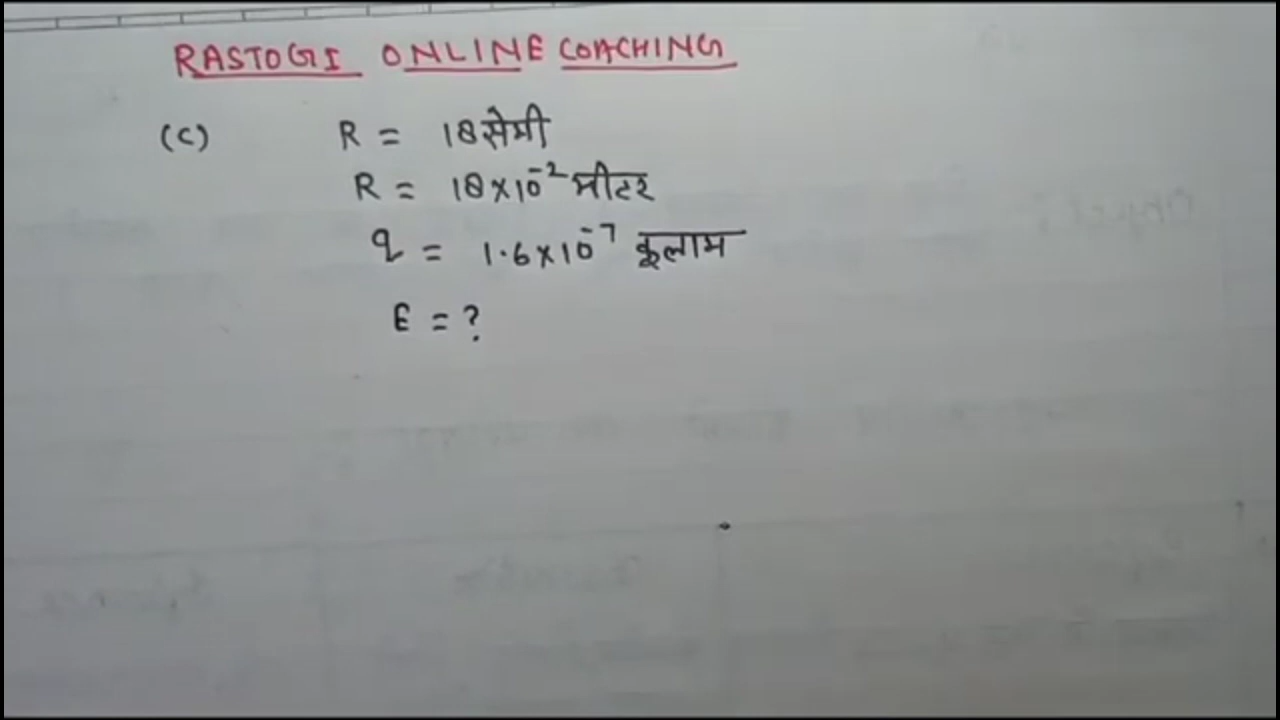 RASTOGI ONLINE COACHING
(C) R = 18 सेमी
R = 18×10⁻² मीटर
q = 1.6×10⁻⁷ कूलाम
E = ?